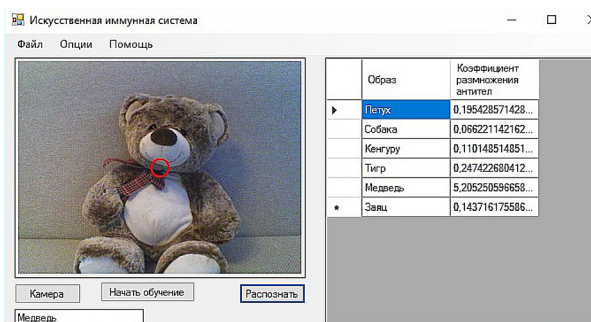 Искусственная иммунная система
Файл Опции Помощь
Образ
Коэффициент
размножения
антител
Петух 0,195428571428...
Собака 0,066221142162...
Кенгуру 0,110148514851...
Тигр 0,247422680412...
Медведь 5,205250596658...
Заяц 0,143716175586...
Камера Начать обучение Распознать
Медведь